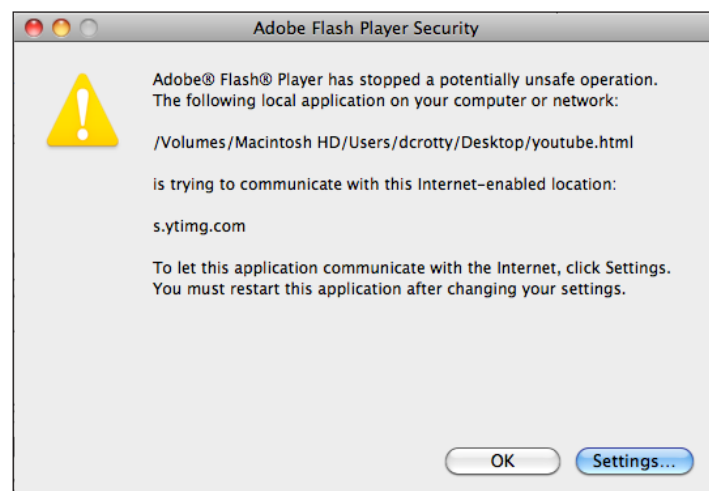 Adobe Flash Player Security
Adobe® Flash® Player has stopped a potentially unsafe operation.
The following local application on your computer or network:
/Volumes/Macintosh HD/Users/dcrotty/Desktop/youtube.html
is trying to communicate with this Internet-enabled location:
s.ytimg.com
To let this application communicate with the Internet, click Settings.
You must restart this application after changing your settings.
OK
Settings...